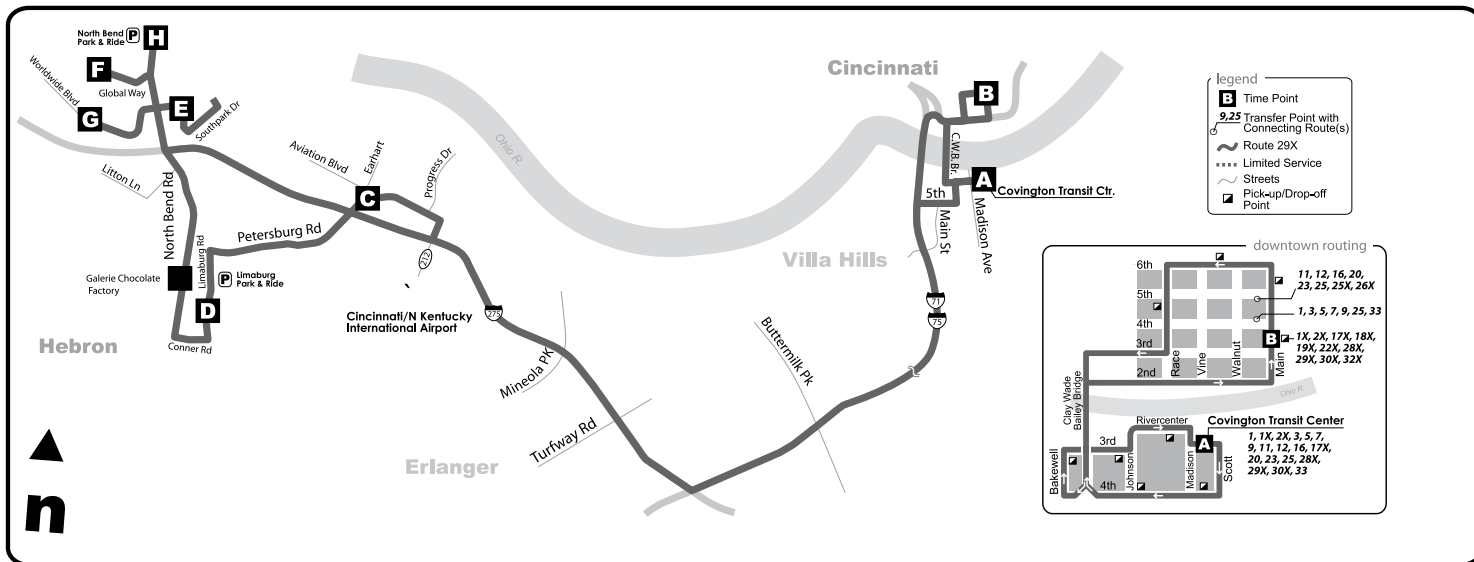 North Bend
Park & Ride
P
H
F
Global Way
Worldwide Blvd
G
E
Southpark Dr
Litton Ln
North Bend Rd
Aviation Blvd
Earhart
C
Progress Dr
Petersburg Rd
Limaburg Rd
212
Galerie Chocolate
Factory
P
Limaburg
Park & Ride
D
Conner Rd
Hebron
Cincinnati/N Kentucky
International Airport
275
Mineola PK
Turfway Rd
Erlanger
Buttermilk Pk
Villa Hills
Ohio R.
Cincinnati
B
C.W.B.Br.
A
Covington Transit Ctr.
5th
Main St
Madison Ave
71
75
n
legend
B Time Point
9,25 Transfer Point with
Connecting Route(s)
Route 29X
Limited Service
Streets
Pick-up/Drop-off
Point
downtown routing
6th
5th
4th
3rd
2nd
Race
Vine
Walnut
Main
11, 12, 16, 20,
23, 25, 25X, 26X
1, 3, 5, 7, 9, 25, 33
B
1X, 2X, 17X, 18X,
19X, 22X, 28X,
29X, 30X, 32X
Clay Wade
Bailey Bridge
Ohio R.
Rivercenter
Covington Transit Center
A
1, 1X, 2X, 3, 5, 7,
9, 11, 12, 16, 17X,
20, 23, 25, 28X,
29X, 30X, 33
3rd
4th
Bakewell
Johnson
Madison
Scott